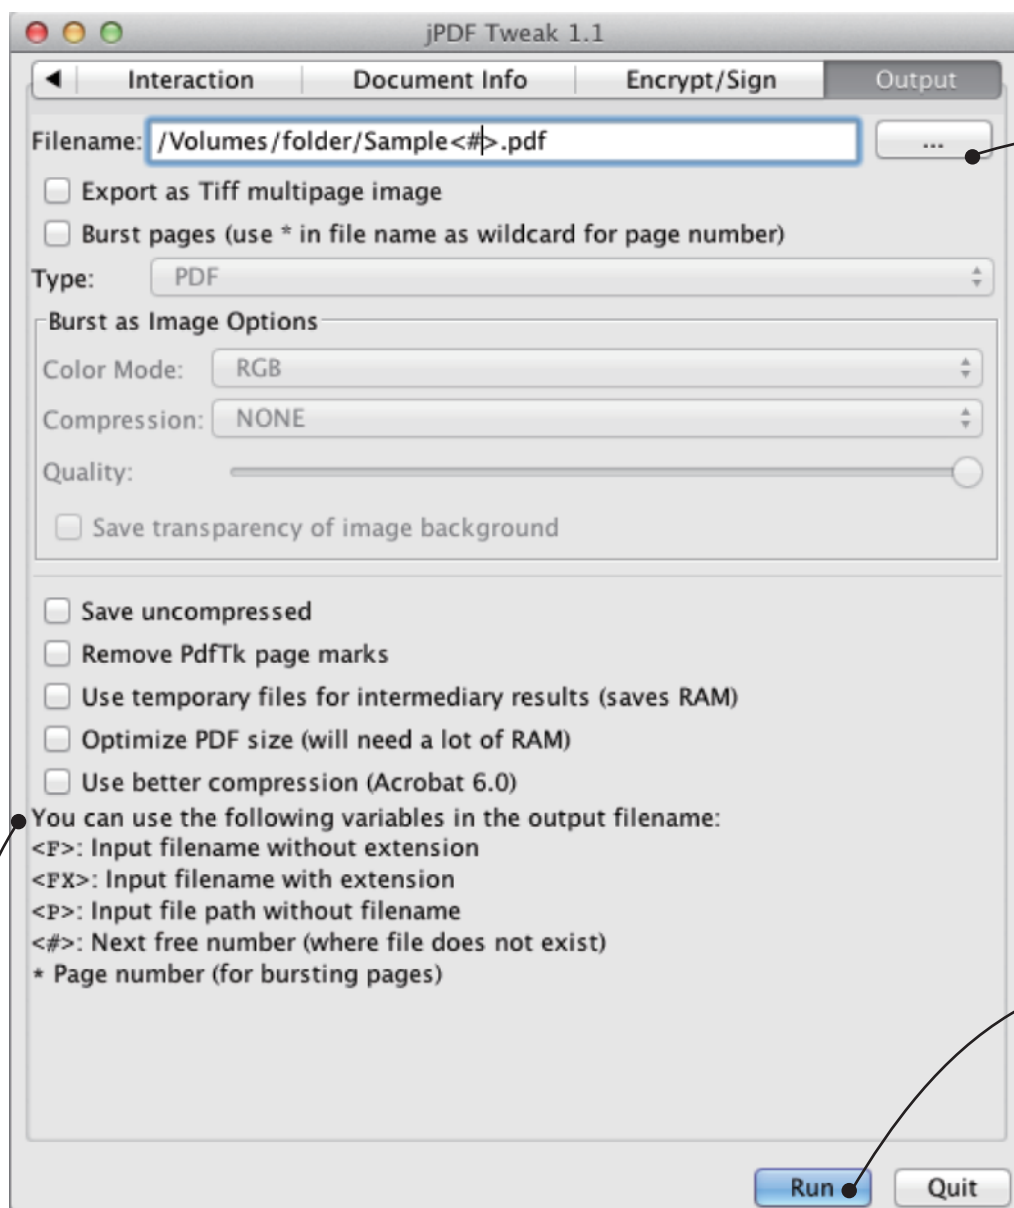 jPDF Tweak 1.1
Interaction Document Info Encrypt/Sign Output
Filename: /Volumes/folder/Sample<#>.pdf ...
Export as Tiff multipage image
Burst pages (use * in file name as wildcard for page number)
Type: PDF
Burst as Image Options
Color Mode: RGB
Compression: NONE
Quality:
Save transparency of image background
Save uncompressed
Remove PdfTk page marks
Use temporary files for intermediary results (saves RAM)
Optimize PDF size (will need a lot of RAM)
Use better compression (Acrobat 6.0)
You can use the following variables in the output filename:
<F>: Input filename without extension
<FX>: Input filename with extension
<P>: Input file path without filename
<#>: Next free number (where file does not exist)
* Page number (for bursting pages)
Run Quit